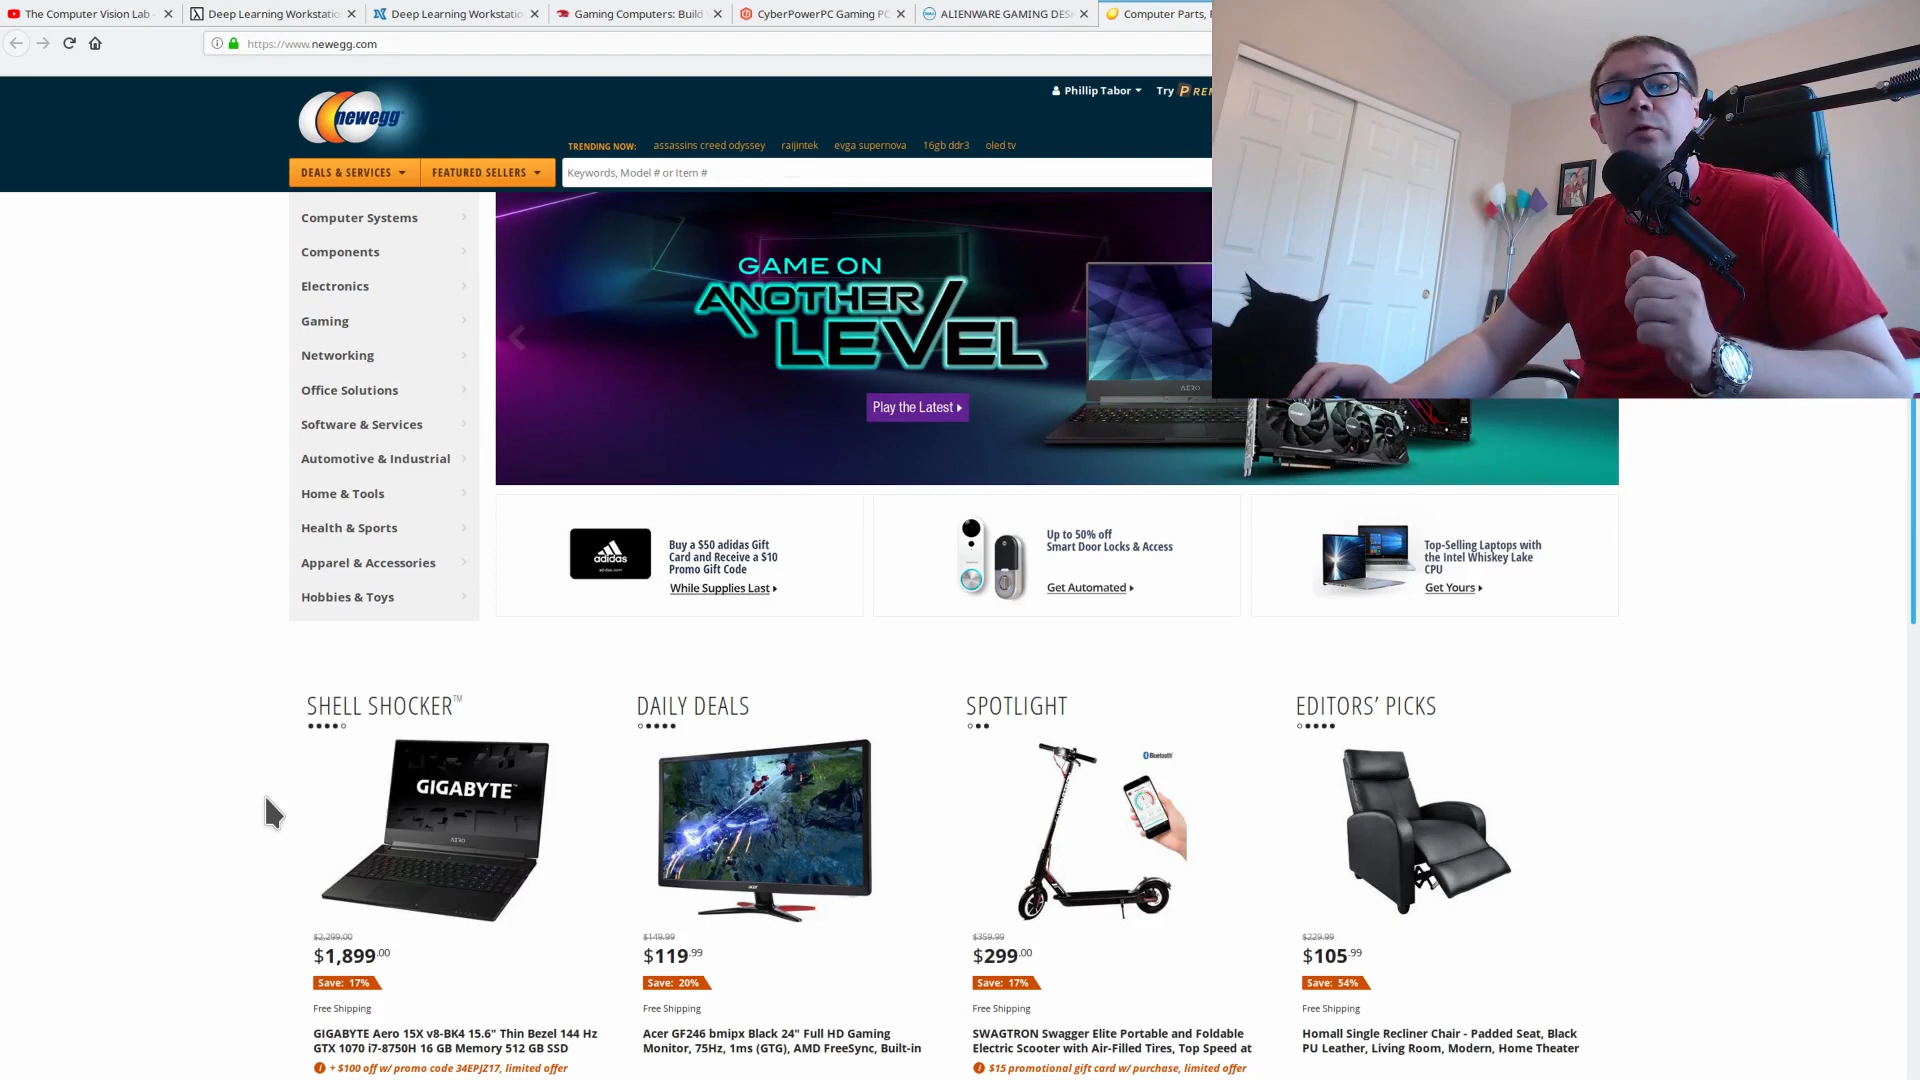 The Computer Vision Lab -
Deep Learning Workstatio
Deep Learning Workstatio
Gaming Computers: Build
CyberPowerPC Gaming PC
ALIENWARE GAMING DES
Computer Parts,
https://www.newegg.com
newegg
Phillip Tabor
Try
TRENDING NOW: assassins creed odyssey raijintek evga supernova 16gb ddr3 oled tv
DEALS & SERVICES
FEATURED SELLERS
Keywords, Model # or Item #
Computer Systems
Components
Electronics
Gaming
Networking
Office Solutions
Software & Services
Automotive & Industrial
Home & Tools
Health & Sports
Apparel & Accessories
Hobbies & Toys
GAME ON
ANOTHER
LEVEL
Play the Latest
AERO
adidas
Buy a $50 adidas Gift
Card and Receive a $10
Promo Gift Code
While Supplies Last
Up to 50% off
Smart Door Locks & Access
Get Automated
Top-Selling Laptops with
the Intel Whiskey Lake
CPU
Get Yours
SHELL SHOCKER™
GIGABYTE™
AERO
$2,299.00
$1,899.00
Save: 17%
Free Shipping
GIGABYTE Aero 15X v8-BK4 15.6" Thin Bezel 144 Hz
GTX 1070 i7-8750H 16 GB Memory 512 GB SSD
+ $100 off w/ promo code 34EPJZ17, limited offer
DAILY DEALS
acer
$149.99
$119.99
Save: 20%
Free Shipping
Acer GF246 bmipx Black 24" Full HD Gaming
Monitor, 75Hz, 1ms (GTG), AMD FreeSync, Built-in
SPOTLIGHT
Bluetooth
$359.99
$299.00
Save: 17%
Free Shipping
SWAGTRON Swagger Elite Portable and Foldable
Electric Scooter with Air-Filled Tires, Top Speed at
$15 promotional gift card w/ purchase, limited offer
EDITORS' PICKS
$229.99
$105.99
Save: 54%
Free Shipping
Homall Single Recliner Chair - Padded Seat, Black
PU Leather, Living Room, Modern, Home Theater